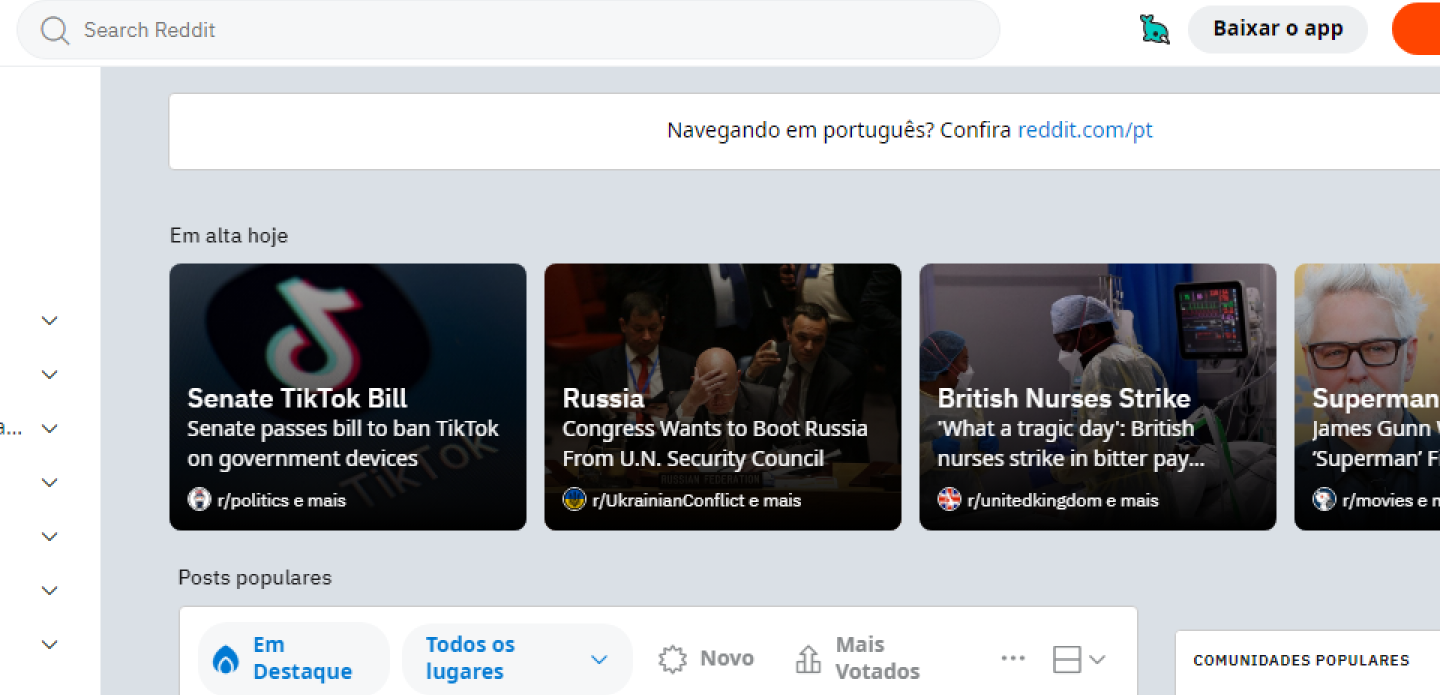 Search Reddit
Baixar o app
Navegando em português? Confira reddit.com/pt
Em alta hoje
Senate TikTok Bill
Senate passes bill to ban TikTok
on government devices
r/politics e mais
TikTok
Russia
Congress Wants to Boot Russia
From U.N. Security Council
RUSSIAN FEDERATION
r/UkrainianConflict e mais
British Nurses Strike
'What a tragic day': British
nurses strike in bitter pay...
r/unitedkingdom e mais
Superman
James Gunn
‘Superman’ F
r/movies e
a...
Posts populares
Em
Destaque
Todos os
lugares
Novo
Mais
Votados
COMUNIDADES POPULARES